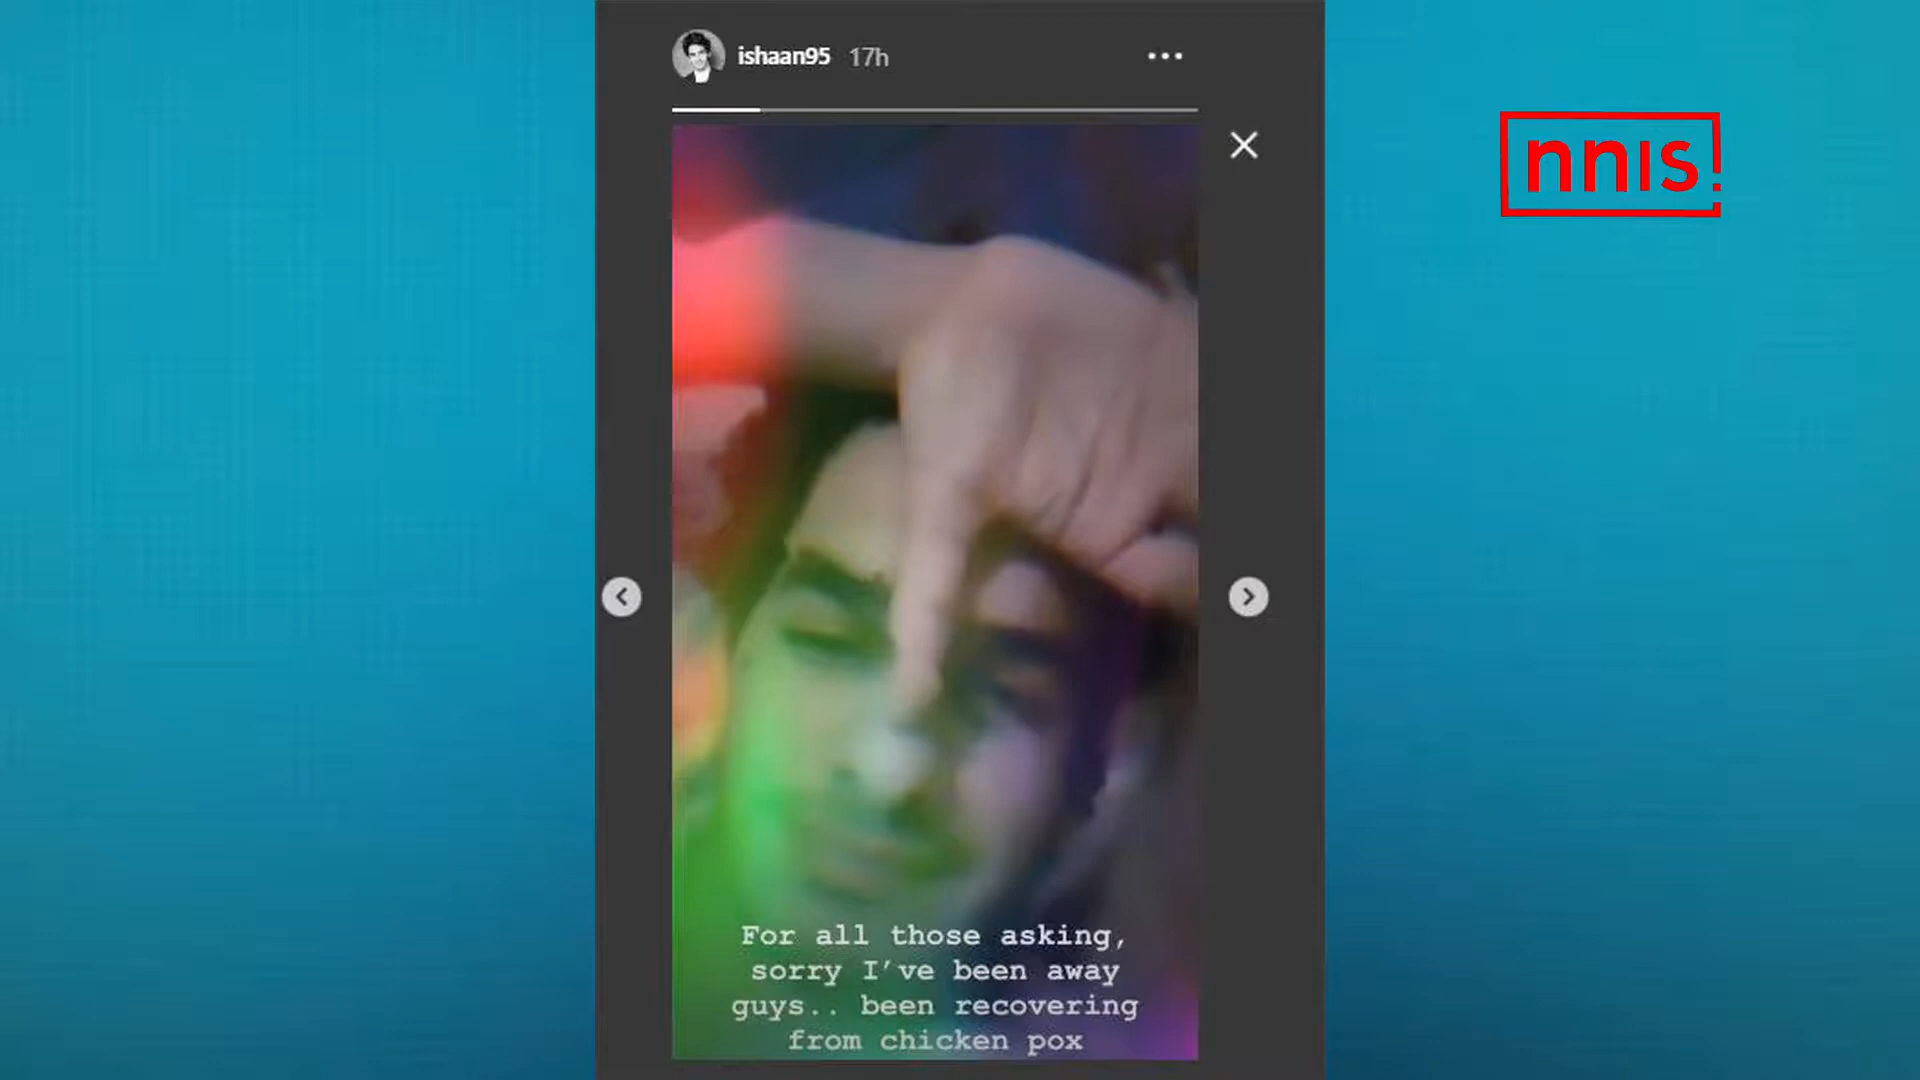 ishaan95 17h
nnis!
For all those asking,
sorry I've been away
guys.. been recovering
from chicken pox